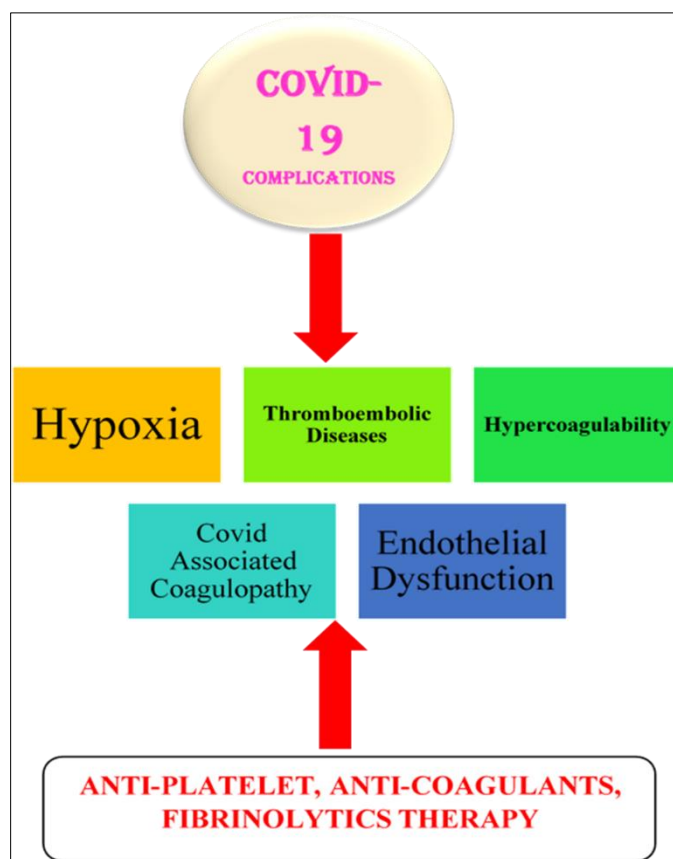 COVID-
19
COMPLICATIONS
Hypoxia
Thromboembolic
Diseases
Hypercoagulability
Covid
Associated
Coagulopathy
Endothelial
Dysfunction
ANTI-PLATELET, ANTI-COAGULANTS,
FIBRINOLYTICS THERAPY